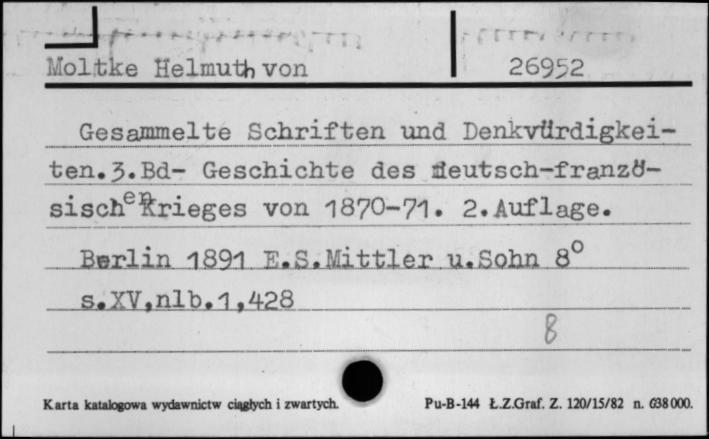 Moltke Helmuth von 26952
Gesammelte Schriften und Denkvürdigkei-
ten.3.Bd- Geschichte des deutsch-franzö-
sischen Krieges von 1870-71. 2.Auflage.
Berlin 1891 E.S.Mittler u.Sohn 8°
s.XV,nlb.1,428
8
Karta katalogowa wydawnictw ciągłych i zwartych. Pu-B-144 Ł.Z.Graf. Z. 120/15/82 n. 638000.